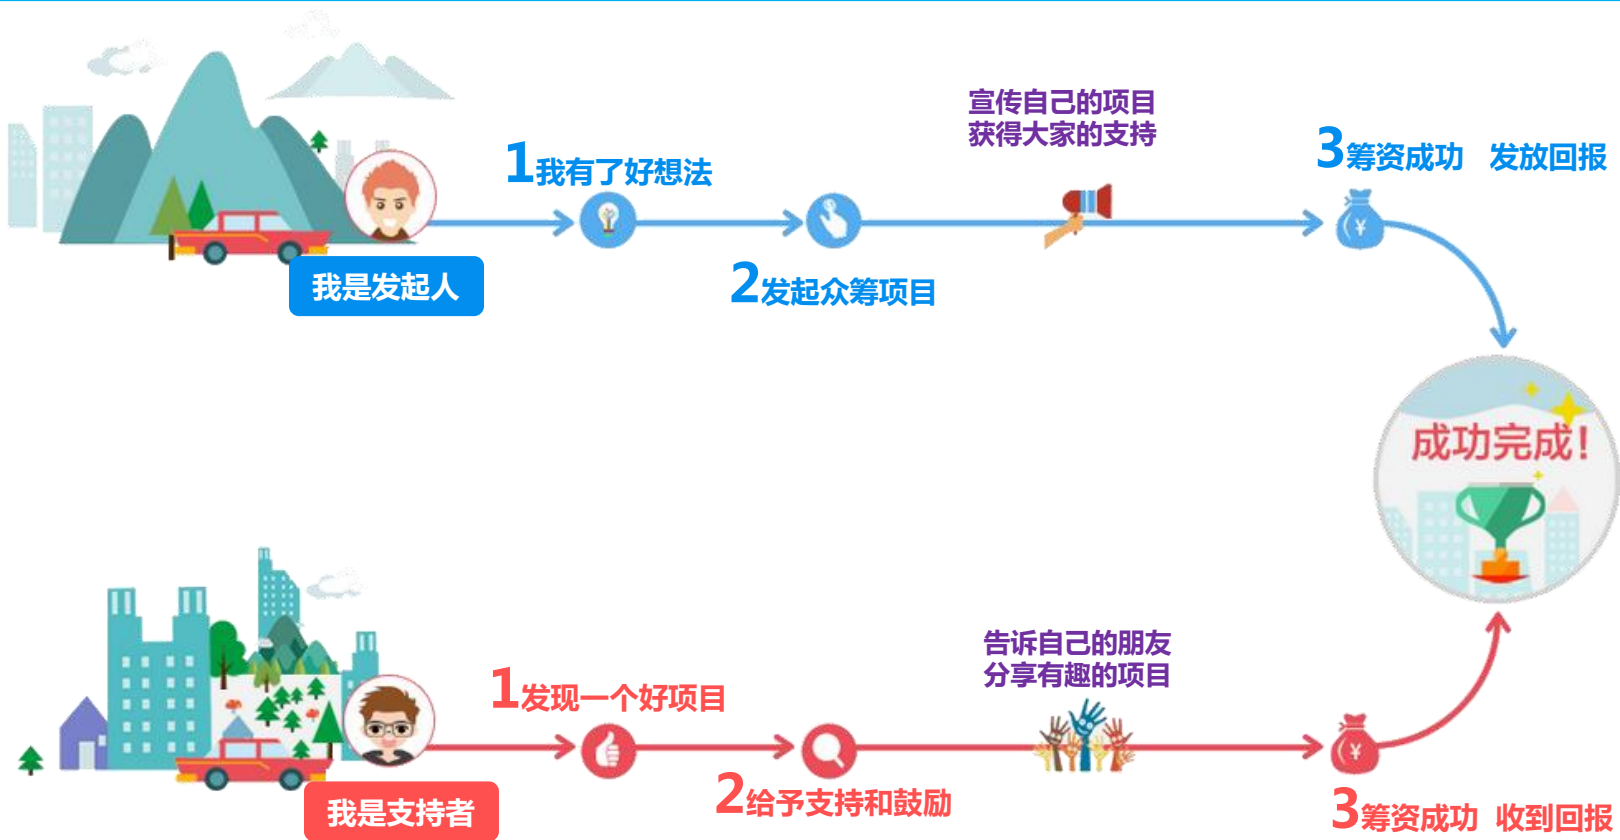 宣传自己的项目
获得大家的支持
1我有了好想法
3筹资成功 发放回报
¥
2发起众筹项目
我是发起人
成功完成!
告诉自己的朋友
分享有趣的项目
1发现一个好项目
¥
2给予支持和鼓励
我是支持者
3筹资成功 收到回报